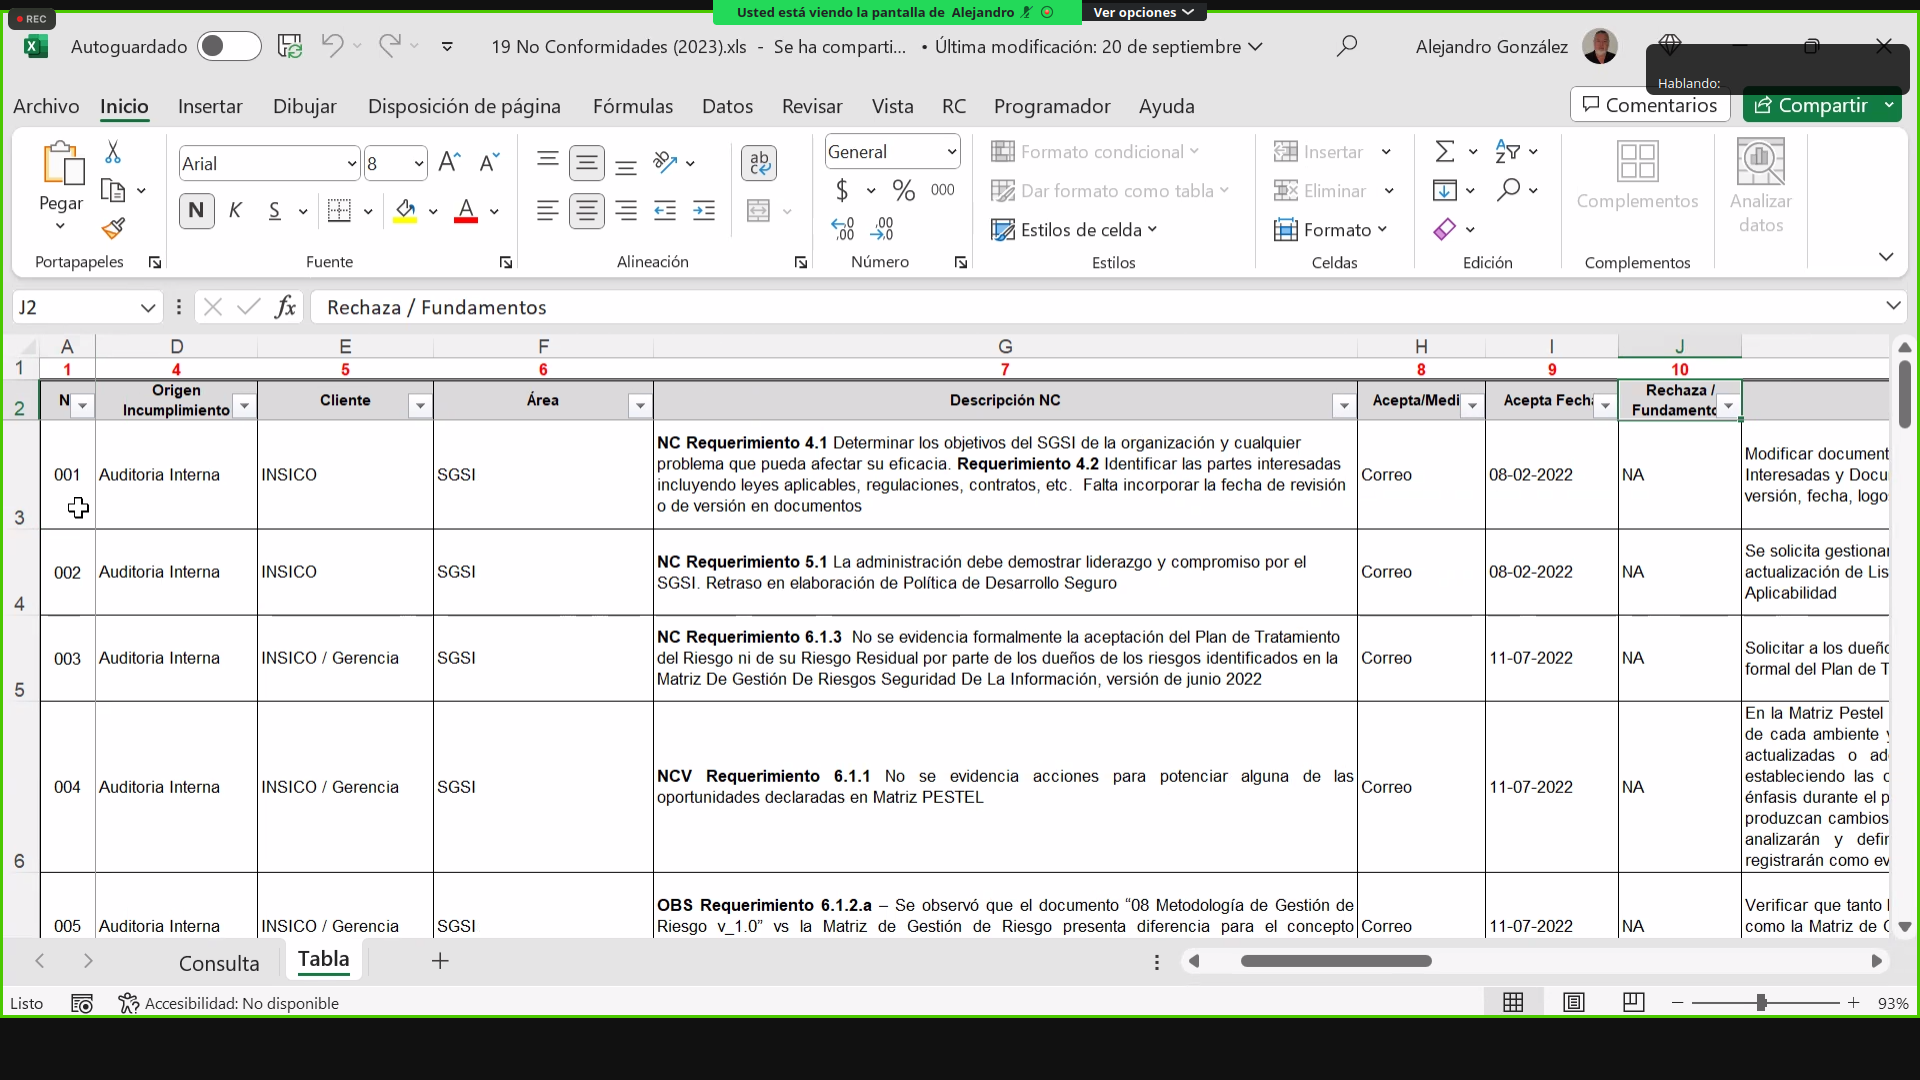 REC
Usted está viendo la pantalla de Alejandro
Ver opciones
Autoguardado
19 No Conformidades (2023).xls - Se ha comparti... • Última modificación: 20 de septiembre
Alejandro González
Hablando:
Archivo Inicio Insertar Dibujar Disposición de página Fórmulas Datos Revisar Vista RC Programador Ayuda
Comentarios
Compartir
Pegar
Portapapeles
Arial
8
N K S
Fuente
Alineación
General
$ % 000
Número
Formato condicional
Dar formato como tabla
Estilos de celda
Estilos
Insertar
Eliminar
Formato
Celdas
Edición
Complementos
Complementos
Analizar
datos
J2
fx
Rechaza / Fundamentos
A D E F G H I J
1 1 4 5 6 7 8 9 10
2
N
Origen
Incumplimiento
Cliente
Área
Descripción NC
Acepta/Medi
Acepta Fech
Rechaza /
Fundamento
3
001
Auditoria Interna
INSICO
SGSI
NC Requerimiento 4.1 Determinar los objetivos del SGSI de la organización y cualquier
problema que pueda afectar su eficacia. Requerimiento 4.2 Identificar las partes interesadas
incluyendo leyes aplicables, regulaciones, contratos, etc. Falta incorporar la fecha de revisión
o de versión en documentos
Correo
08-02-2022
NA
Modificar document
Interesadas y Docu
versión, fecha, logo
4
002
Auditoria Interna
INSICO
SGSI
NC Requerimiento 5.1 La administración debe demostrar liderazgo y compromiso por el
SGSI. Retraso en elaboración de Política de Desarrollo Seguro
Correo
08-02-2022
NA
Se solicita gestiona
actualización de Lis
Aplicabilidad
5
003
Auditoria Interna
INSICO / Gerencia
SGSI
NC Requerimiento 6.1.3 No se evidencia formalmente la aceptación del Plan de Tratamiento
del Riesgo ni de su Riesgo Residual por parte de los dueños de los riesgos identificados en la
Matriz De Gestión De Riesgos Seguridad De La Información, versión de junio 2022
Correo
11-07-2022
NA
Solicitar a los dueño
formal del Plan de T
6
004
Auditoria Interna
INSICO / Gerencia
SGSI
NCV Requerimiento 6.1.1 No se evidencia acciones para potenciar alguna de las
oportunidades declaradas en Matriz PESTEL
Correo
11-07-2022
NA
En la Matriz Pestel
de cada ambiente y
actualizadas o ad
estableciendo las
énfasis durante el p
produzcan cambios
analizarán y defin
registrarán como ev
005
Auditoria Interna
INSICO / Gerencia
SGSI
OBS Requerimiento 6.1.2.a – Se observó que el documento “08 Metodología de Gestión de
Riesgo v_1.0” vs la Matriz de Gestión de Riesgo presenta diferencia para el concepto
Correo
11-07-2022
NA
Verificar que tanto
como la Matriz de
Consulta Tabla
Listo
Accesibilidad: No disponible
93%